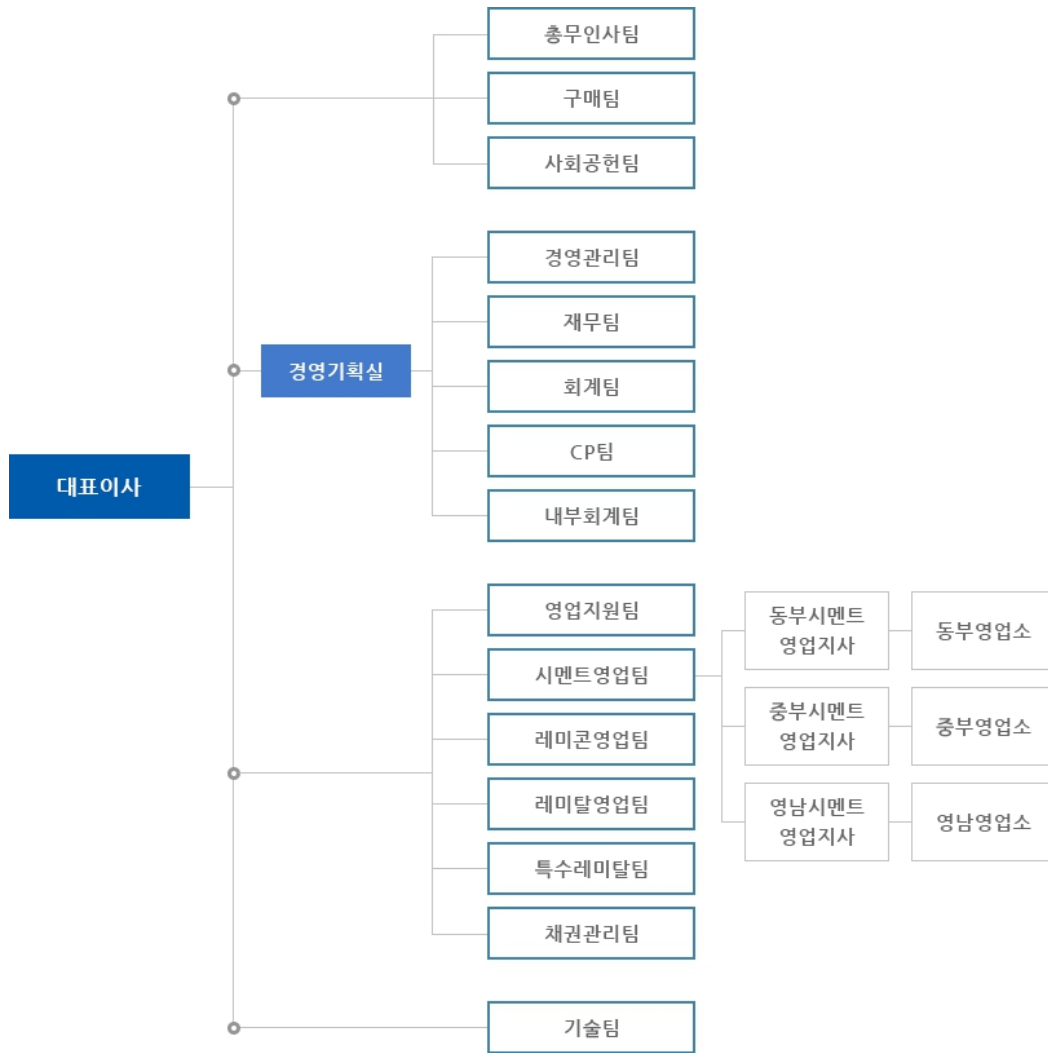 총무인사팀
구매팀
사회공헌팀
경영관리팀
재무팀
경영기획실
회계팀
CP팀
대표이사
내부회계팀
영업지원팀
시멘트영업팀
레미콘영업팀
레미탈영업팀
특수레미탈팀
채권관리팀
동부시멘트
영업지사
동부영업소
중부시멘트
영업지사
중부영업소
영남시멘트
영업지사
영남영업소
기술팀